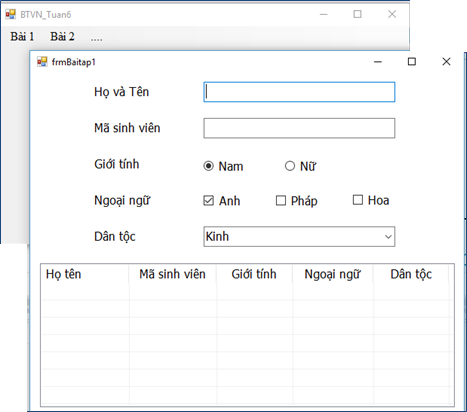 BTVN_Tuan6
Bài 1 Bài 2 ....
frmBaitap1
Họ và Tên
Mã sinh viên
Giới tính Nam Nữ
Ngoại ngữ Anh Pháp Hoa
Dân tộc Kinh
Họ tên Mã sinh viên Giới tính Ngoại ngữ Dân tộc